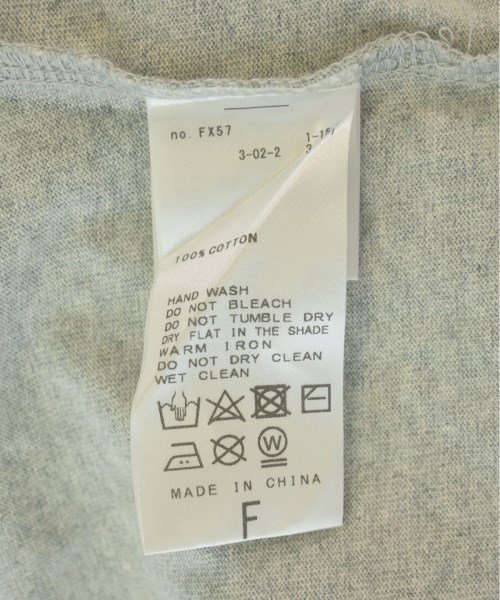 no. FX57
3-02-2
100% COTTON
HAND WASH
DO NOT BLEACH
DO NOT TUMBLE DRY
DRY FLAT IN THE SHADE
WARM IRON
DO NOT DRY CLEAN
WET CLEAN
W
MADE IN CHINA
F